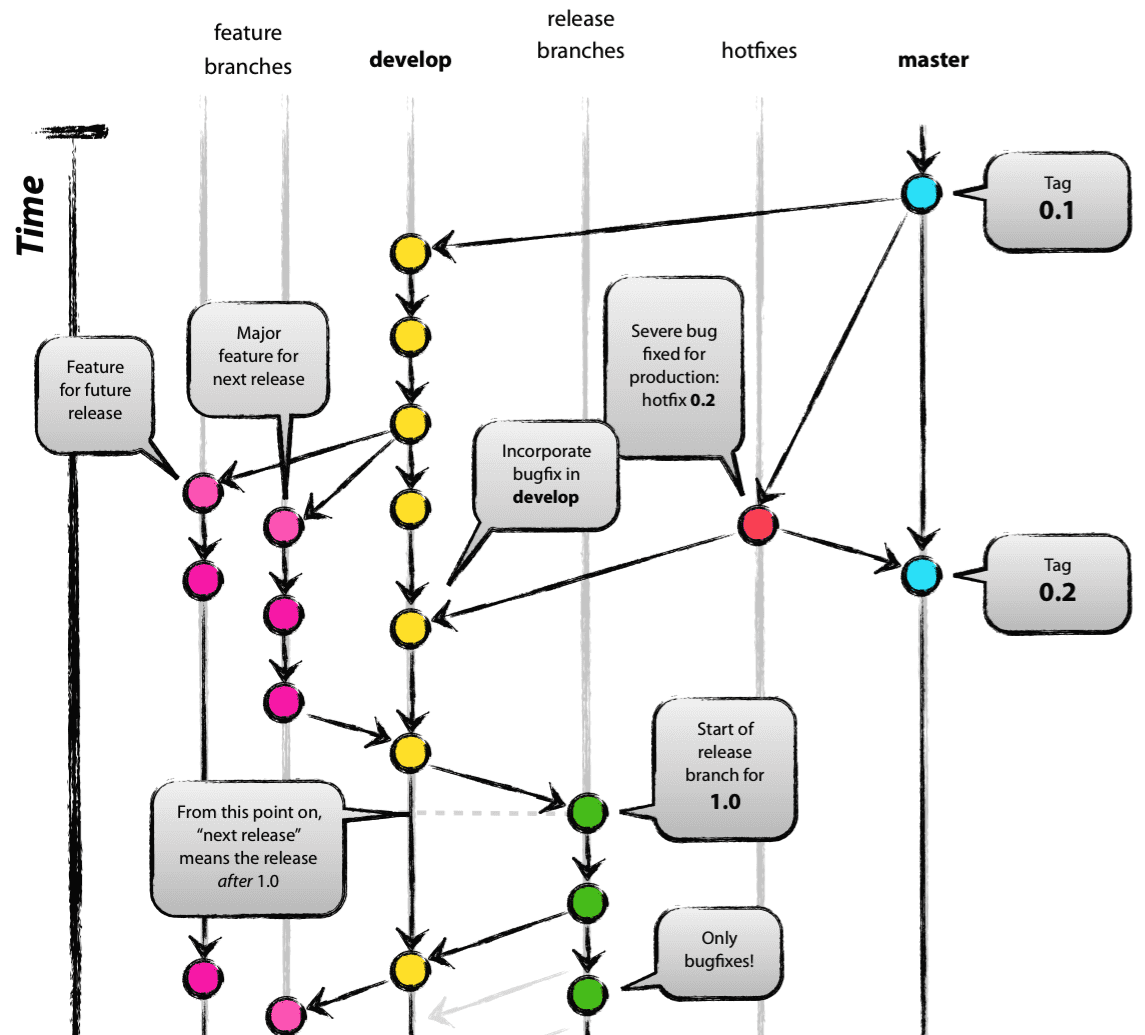 feature
branches
develop
release
branches
hotfixes
master
Time
Tag
0.1
Major
feature for
next release
Feature
for future
release
Severe bug
fixed for
production:
hotfix 0.2
Incorporate
bugfix in
develop
Tag
0.2
Start of
release
branch for
1.0
From this point on,
“next release”
means the release
after 1.0
Only
bugfixes!